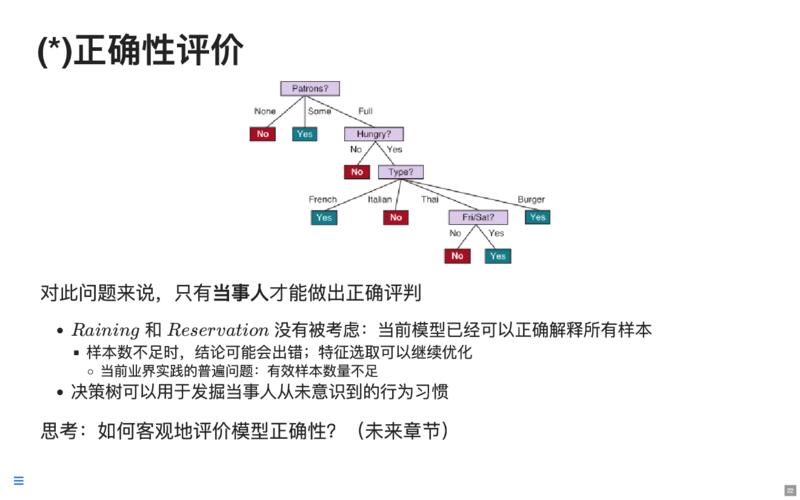 (*)正确性评价
Patrons?
None Some Full
No Yes Hungry?
No Yes
No Type?
French Italian Thai Burger
Yes No Fri/Sat? Yes
No Yes
No Yes
对此问题来说，只有当事人才能做出正确评判
• Raining 和 Reservation 没有被考虑：当前模型已经可以正确解释所有样本
▪ 样本数不足时，结论可能会出错；特征选取可以继续优化
◦ 当前业界实践的普遍问题：有效样本数量不足
• 决策树可以用于发掘当事人从未意识到的行为习惯
思考：如何客观地评价模型正确性？（未来章节）
22